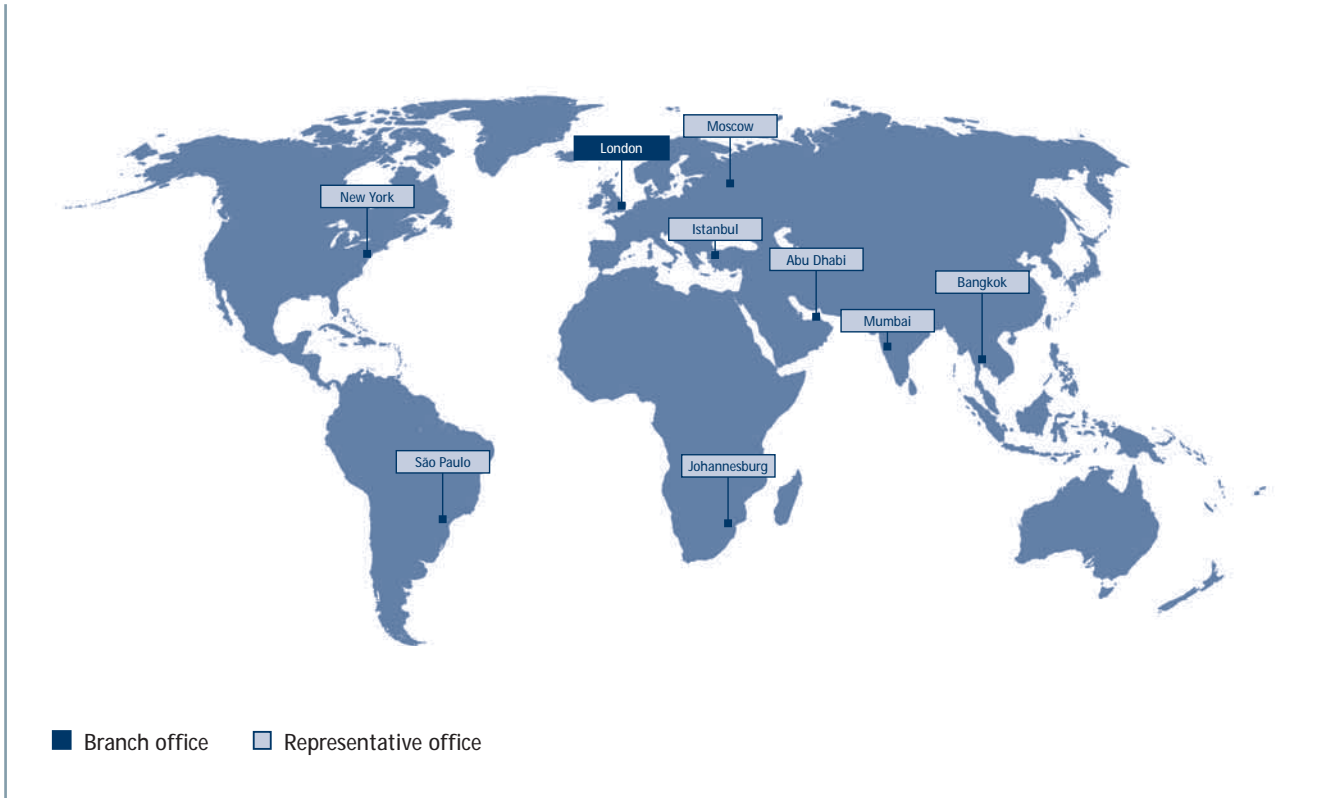 Moscow
London
New York
Istanbul
Abu Dhabi
Bangkok
Mumbai
São Paulo
Johannesburg
Branch office
Representative office